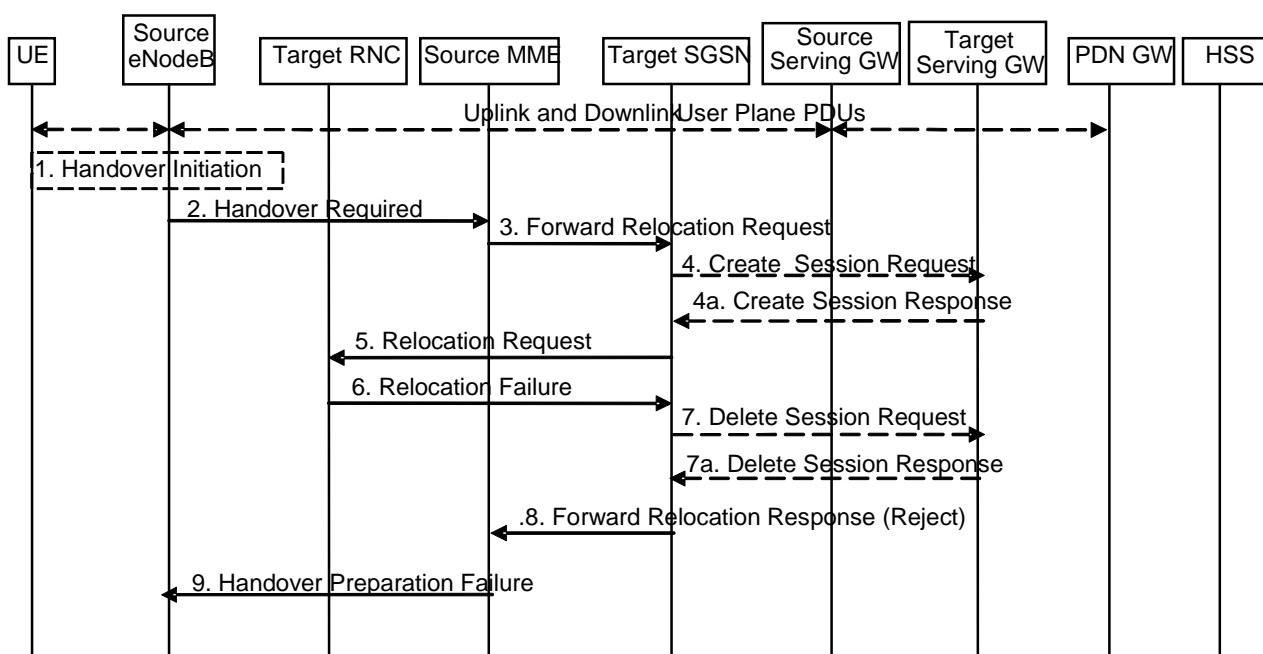 UE
Source
eNodeB
Target RNC
Source MME
Target SGSN
Source
Serving GW
Target
Serving GW
PDN GW
HSS
Uplink and Downlink User Plane PDUs
1. Handover Initiation
2. Handover Required
3. Forward Relocation Request
4. Create Session Request
4a. Create Session Response
5. Relocation Request
6. Relocation Failure
7. Delete Session Request
7a. Delete Session Response
.8. Forward Relocation Response (Reject)
9. Handover Preparation Failure